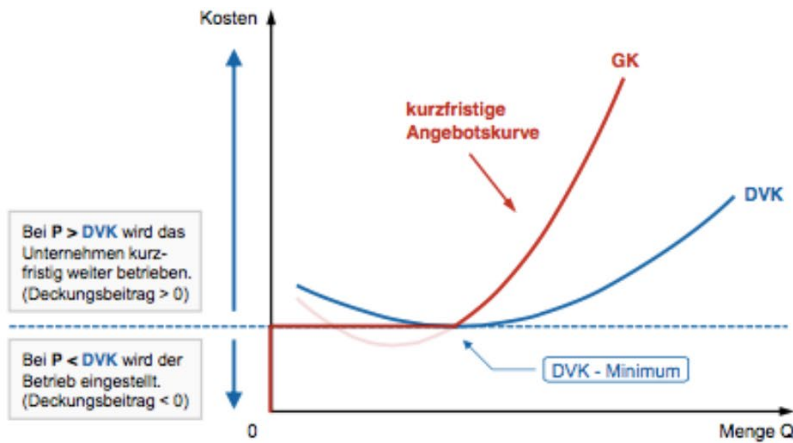 Kosten
GK
kurzfristige
Angebotskurve
DVK
Bei P > DVK wird das
Unternehmen kurz-
fristig weiter betrieben.
(Deckungsbeitrag > 0)
Bei P < DVK wird der
Betrieb eingestellt.
(Deckungsbeitrag < 0)
DVK - Minimum
0
Menge Q